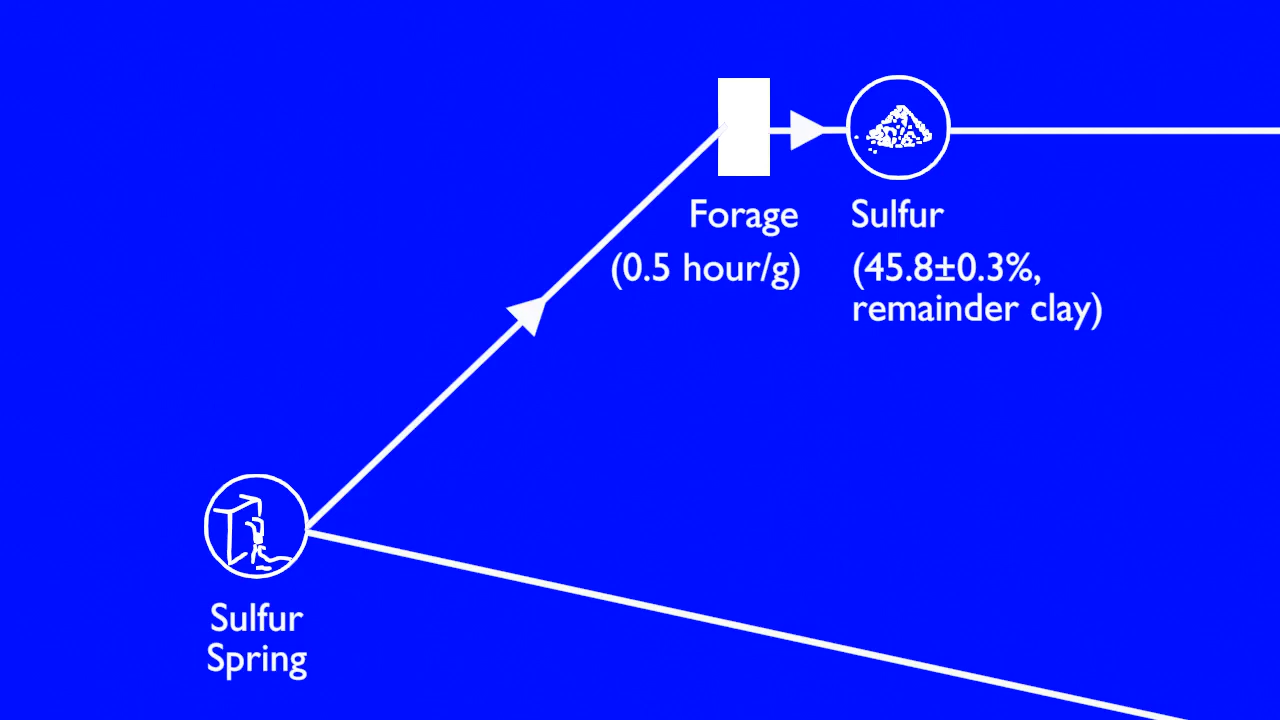 Forage
(0.5 hour/g)
Sulfur
(45.8±0.3%,
remainder clay)
Sulfur
Spring